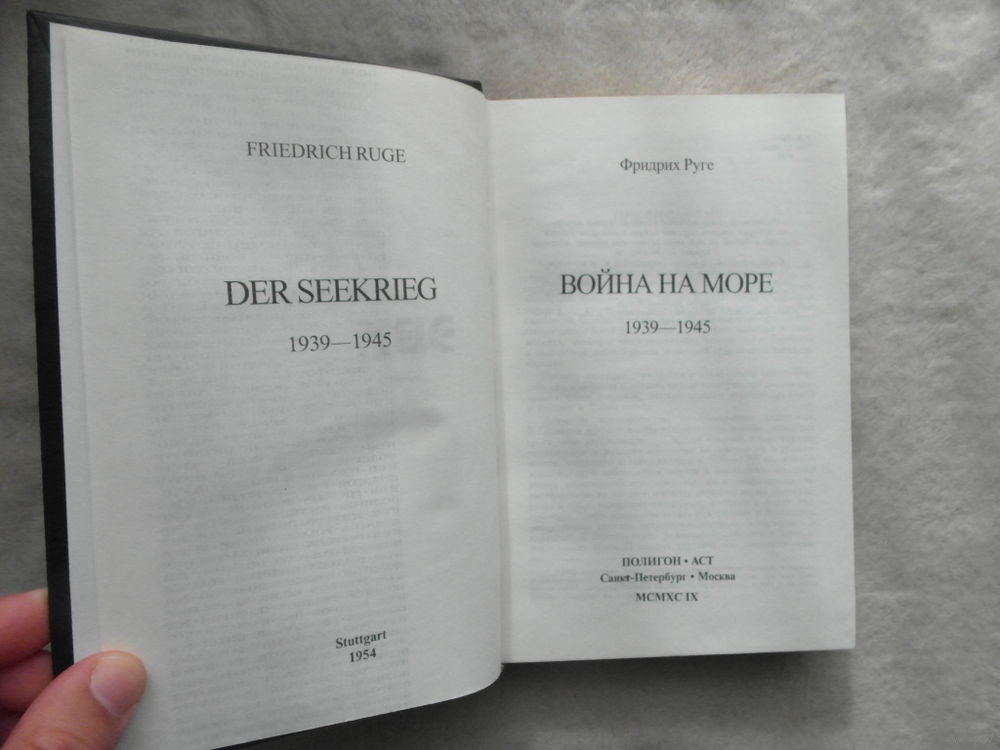 FRIEDRICH RUGE
DER SEEKRIEG
1939—1945
Stuttgart
1954
Фридрих Руге
ВОЙНА НА МОРЕ
1939—1945
ПОЛИГОН • АСТ
Санкт-Петербург • Москва
MCMXC IX